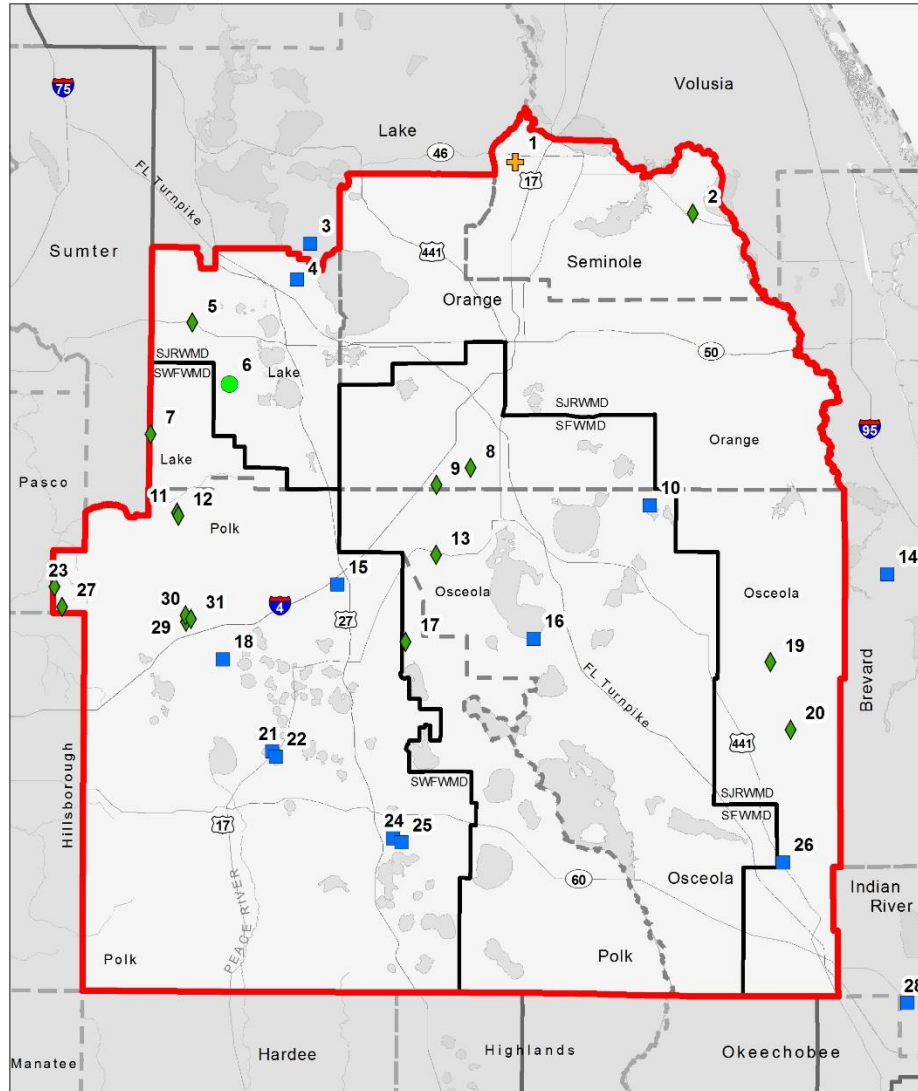 75
Volusia
Lake
46
1
17
FL Turnpike
2
3
Sumter
441
4
Seminole
Orange
5
50
SJRWMD
SWFWMD
6
Lake
SJRWMD
SFWMD
95
7
Orange
Lake
8
9
Pasco
11
12
10
Polk
13
14
23
15
Osceola
Osceola
27
30
31
4
29
27
17
16
18
19
FL Turnpike
Brevard
20
21
22
441
Hillsborough
SWFWMD
SJRWMD
SFWMD
17
24
25
26
60
Osceola
Indian
River
PEACE RIVER
Polk
Polk
28
Manatee
Hardee
Highlands
Okeechobee